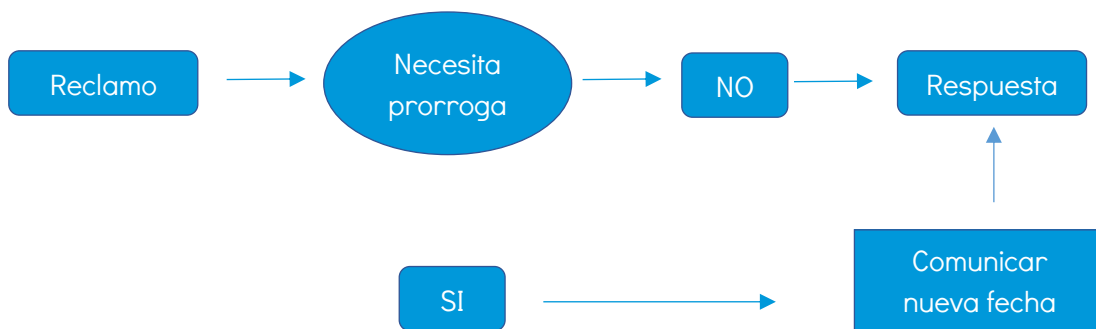 Reclamo
Necesita
prorroga
NO
Respuesta
SI
Comunicar
nueva fecha